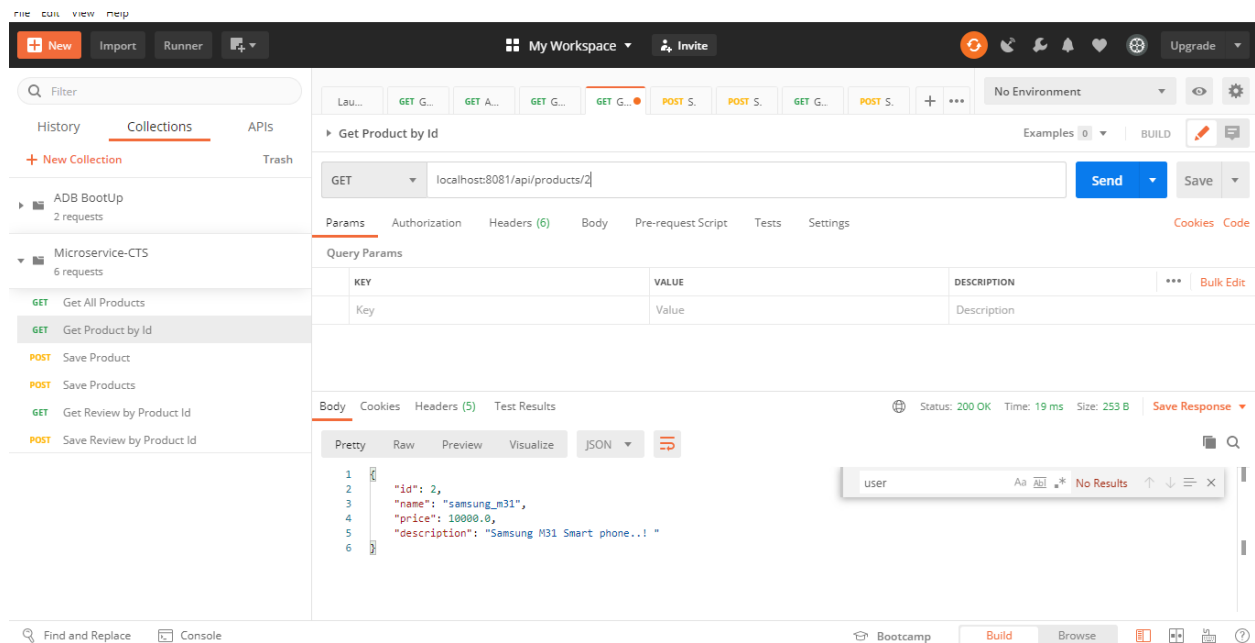 File Edit View Help
New Import Runner My Workspace Invite Upgrade
Filter
History Collections APIs
New Collection Trash
ADB BootUp
2 requests
Microservice-CTS
6 requests
GET Get All Products
GET Get Product by Id
POST Save Product
POST Save Products
GET Get Review by Product Id
POST Save Review by Product Id
Lau... GET G... GET A... GET G... GET G... POST S. POST S. GET G... POST S. No Environment
Get Product by Id Examples 0 BUILD
GET localhost:8081/api/products/2 Send Save
Params Authorization Headers (6) Body Pre-request Script Tests Settings Cookies Code
Query Params
KEY VALUE DESCRIPTION Bulk Edit
Key Value Description
Body Cookies Headers (5) Test Results Status: 200 OK Time: 19 ms Size: 253 B Save Response
Pretty Raw Preview Visualize JSON
user Aa Abl .* No Results
1 {
2 "id": 2,
3 "name": "samsung_m31",
4 "price": 10000.0,
5 "description": "Samsung M31 Smart phone..! "
6 }
Find and Replace Console Bootcamp Build Browse